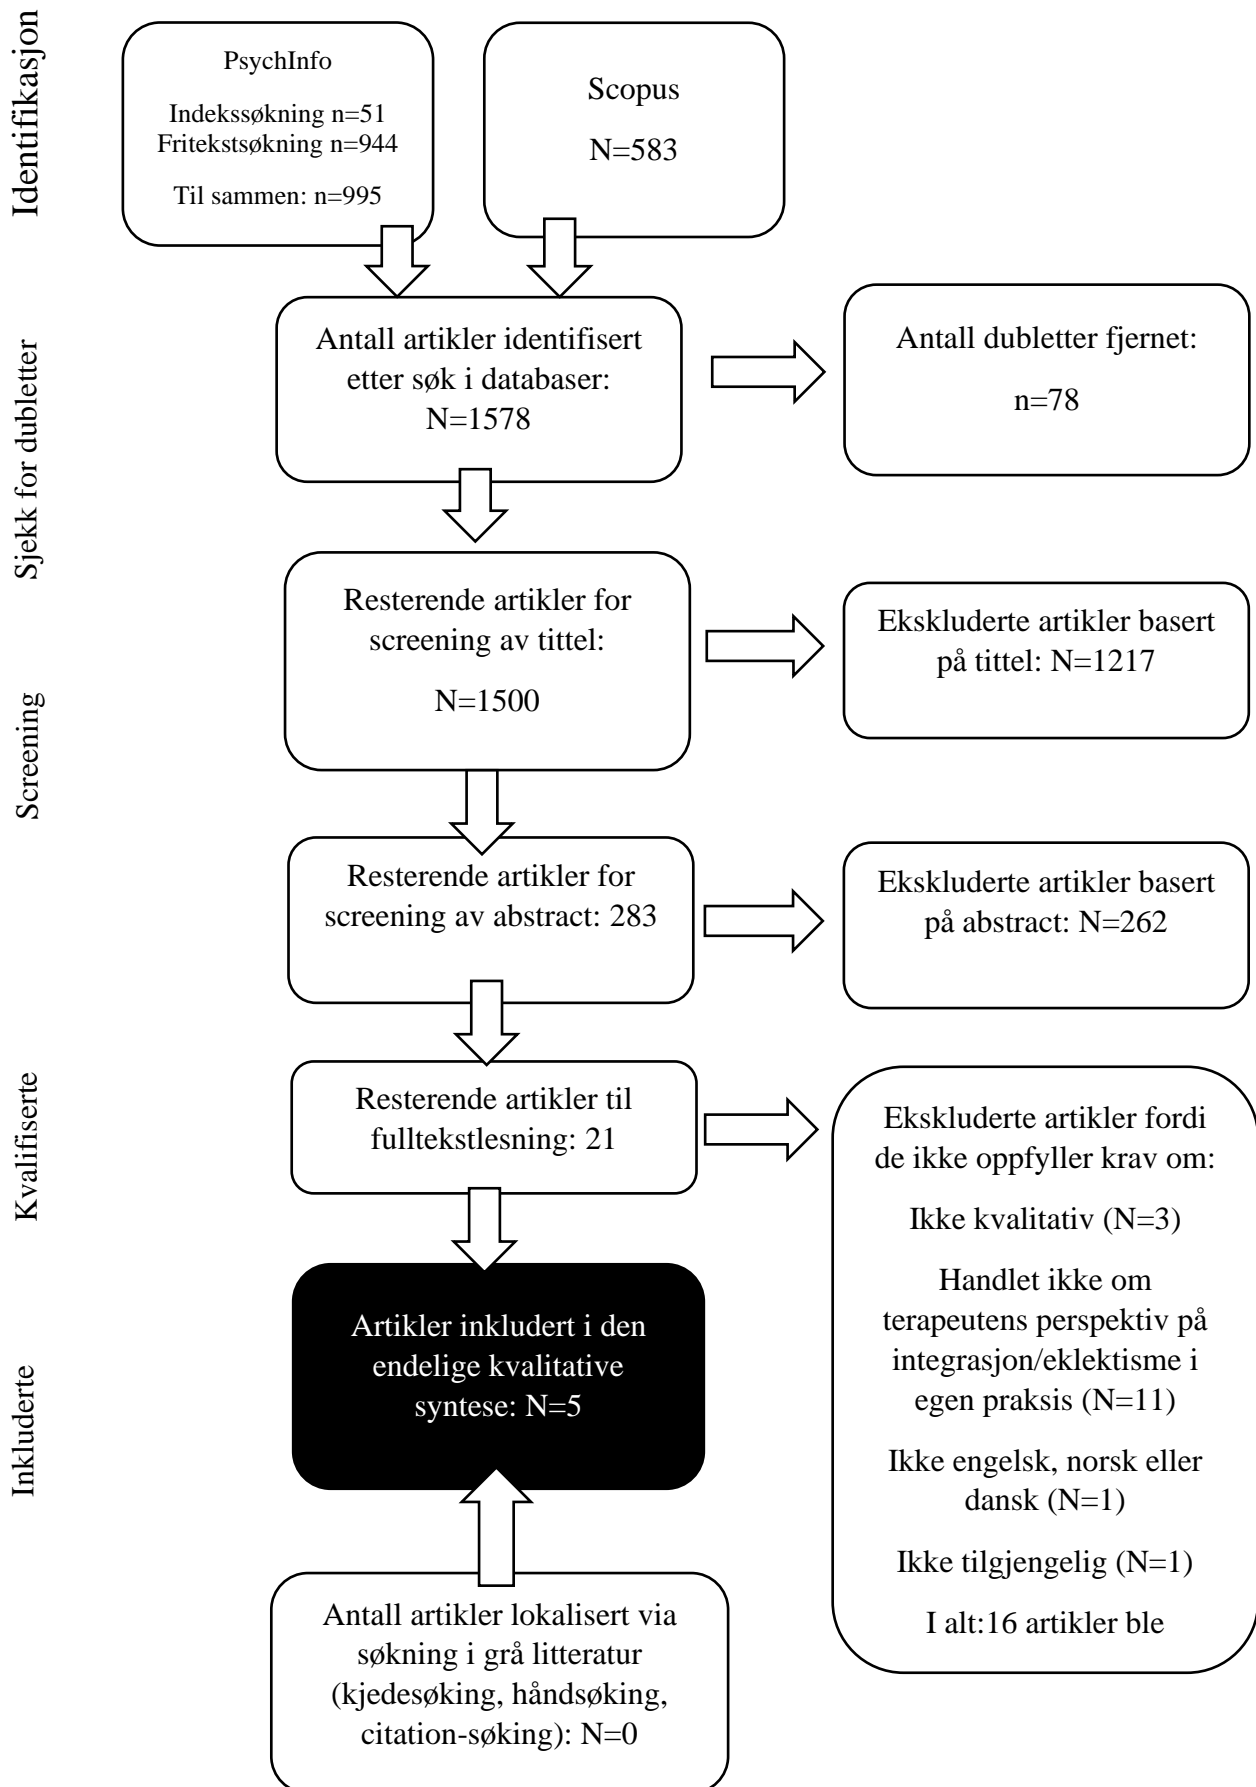 Identifikasjon
PsychInfo
Indekssøkning n=51
Fritekstsøkning n=944
Til sammen: n=995
Scopus
N=583
Sjekk for dubletter
Antall artikler identifisert
etter søk i databaser:
N=1578
Antall dubletter fjernet:
n=78
Screening
Resterende artikler for
screening av tittel:
N=1500
Ekskluderte artikler basert
på tittel: N=1217
Resterende artikler for
screening av abstract: 283
Ekskluderte artikler basert
på abstract: N=262
Kvalifiserte
Resterende artikler til
fulltekstlesning: 21
Ekskluderte artikler fordi
de ikke oppfyller krav om:
Ikke kvalitativ (N=3)
Handlet ikke om
terapeutens perspektiv på
integrasjon/eklektisme i
egen praksis (N=11)
Ikke engelsk, norsk eller
dansk (N=1)
Ikke tilgjengelig (N=1)
I alt:16 artikler ble
Inkluderte
Artikler inkludert i den
endelige kvalitative
syntese: N=5
Antall artikler lokalisert via
søkning i grå litteratur
(kjedesøking, håndsøking,
citation-søking): N=0